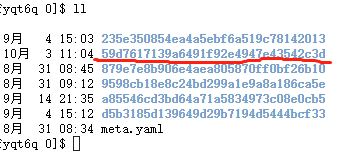 fyqt6q 0]$ ll
9月 4 15:03 235e350854ea4a5ebf6a519c78142013
10月 3 11:04 59d7617139a6491f92e4947e43542c3d
8月 31 08:45 879e7e8b906e4aea805870ff0bf26b10
8月 31 09:12 9598cb18e8c24bd299a1e9a8a186ca5e
9月 14 21:35 a85546cd3bd64a71a5834973c08e0cb5
9月 4 15:12 d5b3185d139649d29b7194d5444bcf33
8月 31 08:34 meta.yaml
fyqt6q 0]$